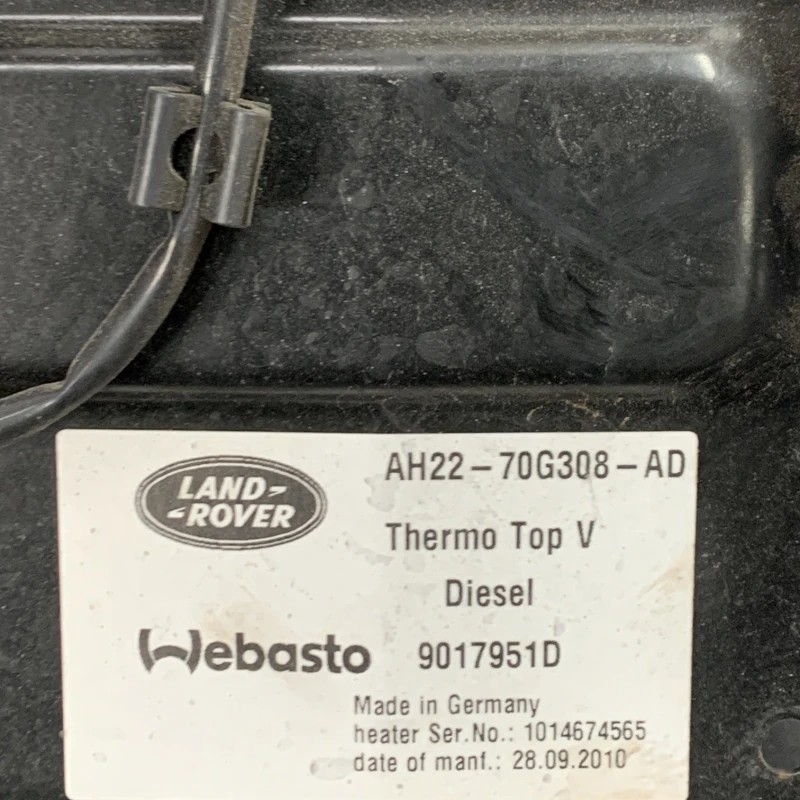 LAND-
-ROVER
AH22-70G308-AD
Thermo Top V
Diesel
Webasto 9017951D
Made in Germany
heater Ser.No.: 1014674565
date of manf.: 28.09.2010